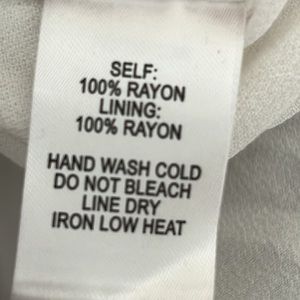 SELF:
100% RAYON
LINING:
100% RAYON
HAND WASH COLD
DO NOT BLEACH
LINE DRY
IRON LOW HEAT